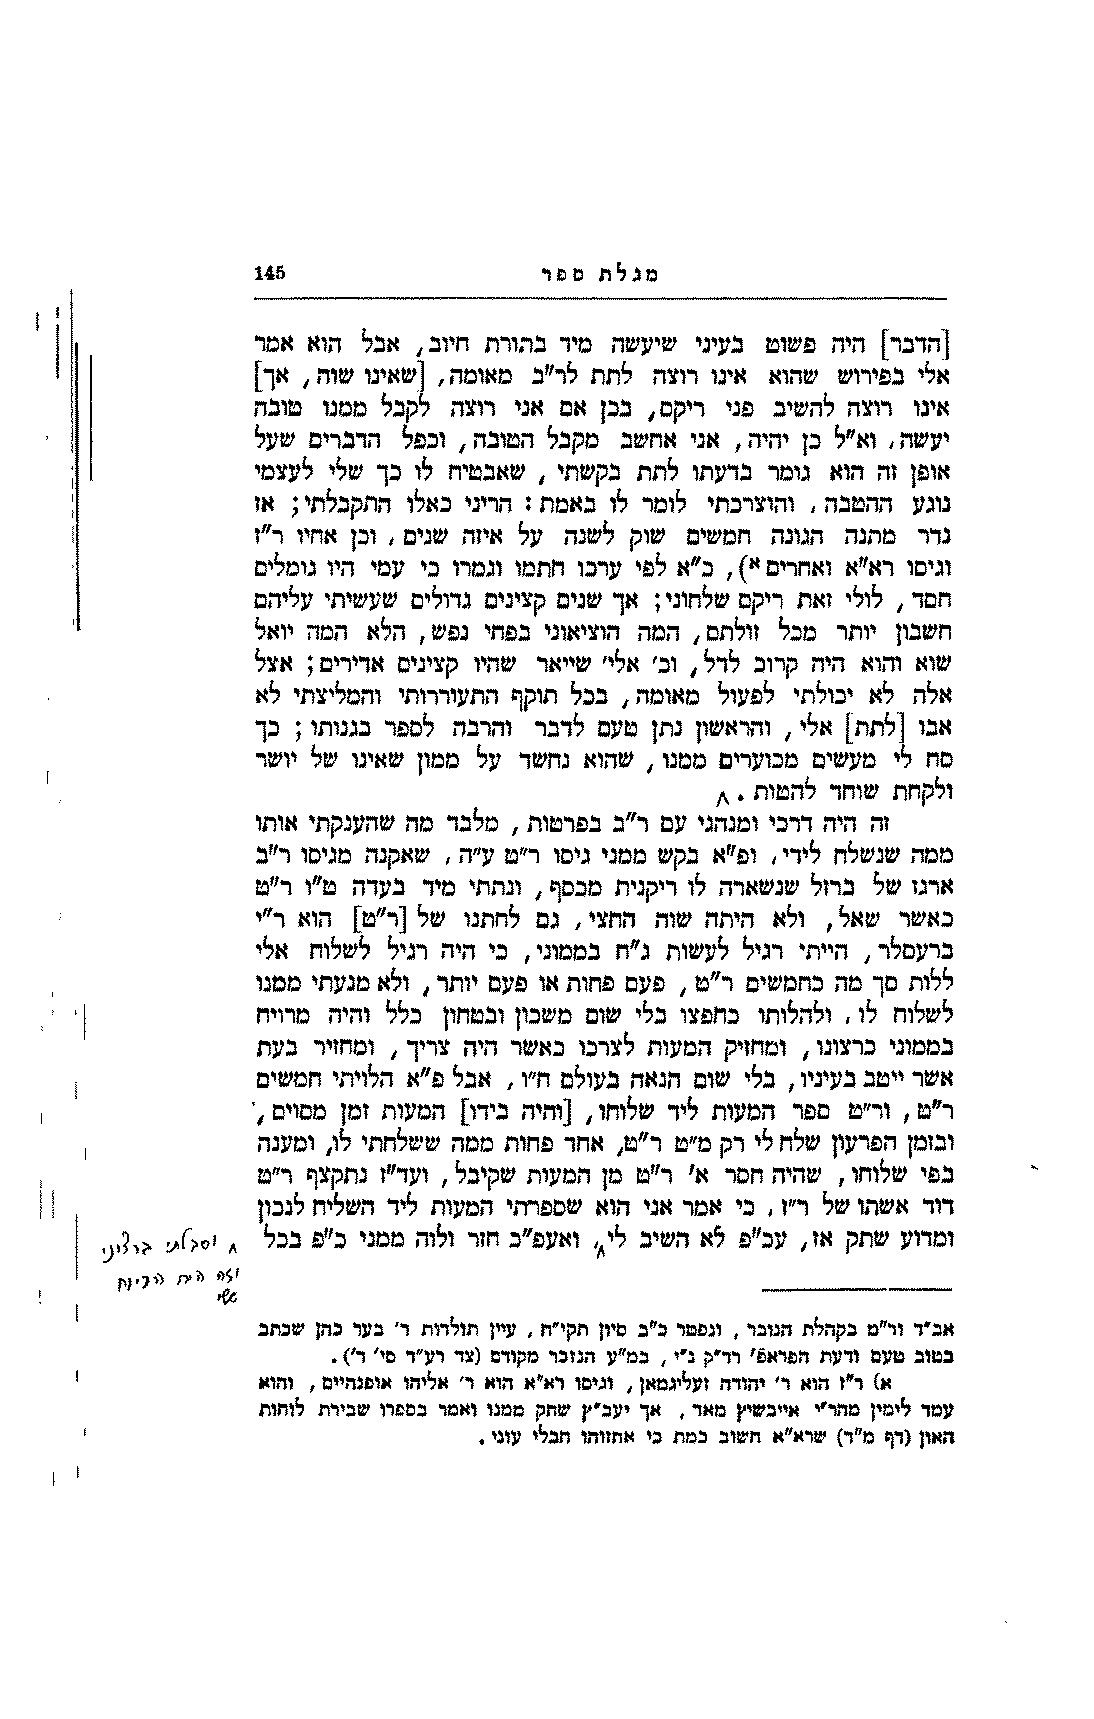 145 מגלת ספר
[הדבר] היה פשוט בעיני שיעשה מיד בתורת חיוב, אבל הוא אמר
אלי בפירוש שהוא אינו רוצה לתת לר"ב מאומה, [שאינו שוה, אך]
אינו רוצה להשיב פני ריקם, בכן אם אני רוצה לקבל ממנו טובה
יעשה, וא"ל כן יהיה, אני אחשב מקבל הטובה, וכפל הדברים שעל
אופן זה הוא גומר בדעתו לתת בקשתי, שאבטיח לו כך שלי לעצמי
נוגע ההטבה, והוצרכתי לומר לו באמת: הריני כאלו התקבלתי; אז
נדר מתנה הגונה חמשים שוק לשנה על איזה שנים, וכן אחיו ר"ז
וגיסו רא"א ואחרים א), כ"א לפי ערכו חתמו וגמרו כי עמי היו גומלים
חסד, לולי זאת ריקם שלחוני; אך שנים קצינים גדולים שעשיתי עליהם
חשבון יותר מכל זולתם, המה הוציאוני בפחי נפש, הלא המה יואל
שוא והוא היה קרוב לדל, וכ' אלי' שייאר שהיו קצינים אדירים; אצל
אלה לא יכולתי לפעול מאומה, בכל תוקף התעוררותי והמליצתי לא
אבו [לתת] אלי, והראשון נתן טעם לדבר והרבה לספר בגנותו; כך
סח לי מעשים מכוערים ממנו, שהוא נחשד על ממון שאינו של יושר
ולקחת שוחד להטות.
זה היה דרכי ומנהגי עם ר"ב בפרטות, מלבד מה שהענקתי אותו
ממה שנשלח לידי, ופ"א בקש ממני גיסו ר"ט ע"ה, שאקנה מגיסו ר"ב
ארגז של ברזל שנשארה לו ריקנית מכסף, ונתתי מיד בעדה ט"ו ר"ט
כאשר שאל, ולא היתה שוה החצי, גם לחתנו של [ר"ט] הוא ר"י
ברעסלר, הייתי רגיל לעשות ג"ח בממוני, כי היה רגיל לשלוח אלי
ללות סך מה כחמשים ר"ט, פעם פחות או פעם יותר, ולא מנעתי ממנו
לשלוח לו, ולהלותו כחפצו בלי שום משכון ובטחון כלל והיה מרויח
בממוני כרצונו, ומחזיק המעות לצרכו כאשר היה צריך, ומחזיר בעת
אשר ייטב בעיניו, בלי שום הנאה בעולם ח"ו, אבל פ"א הלויתי חמשים
ר"ט, ור"ט ספר המעות ליד שלוחו, [והיה בידו] המעות זמן מסוים,
ובזמן הפרעון שלח לי רק מ"ט ר"ט, אחד פחות ממה ששלחתי לו, ומענה
בפי שלוחו, שהיה חסר א' ר"ט מן המעות שקיבל, ועד"ז נתקצף ר"ט
דוד אשתו של ר"ז, כי אמר אני הוא שספרתי המעות ליד השליח לנכון
ומדוע שתק אז, עכ"פ לא השיב לי, ואעפ"כ חזר ולוה ממני כ"פ בכל
וסבלתי
וזה היה
אב"ד ור"מ בקהלת הנזכר, ונפטר כ"ב סיון תקי"ח, עיין תולדות ר' בער כהן שכתב
בטוב טעם ודעת הפראפ' רד"ק נ"י, במ"ע הנזכר מקודם (צד רע"ד סי' ד').
א) ר"ז הוא ר' יהודה זעליגמאן, וגיסו רא"א הוא ר' אליהו אופנהיים, והוא
עמד לימין מהר"י אייבשיץ מאד, אך יעב"ץ שתק ממנו ואמר בספרו שבירת לוחות
האון (דף מ"ד) שרא"א חשוב כמת כי אחזוהו חבלי עוני.